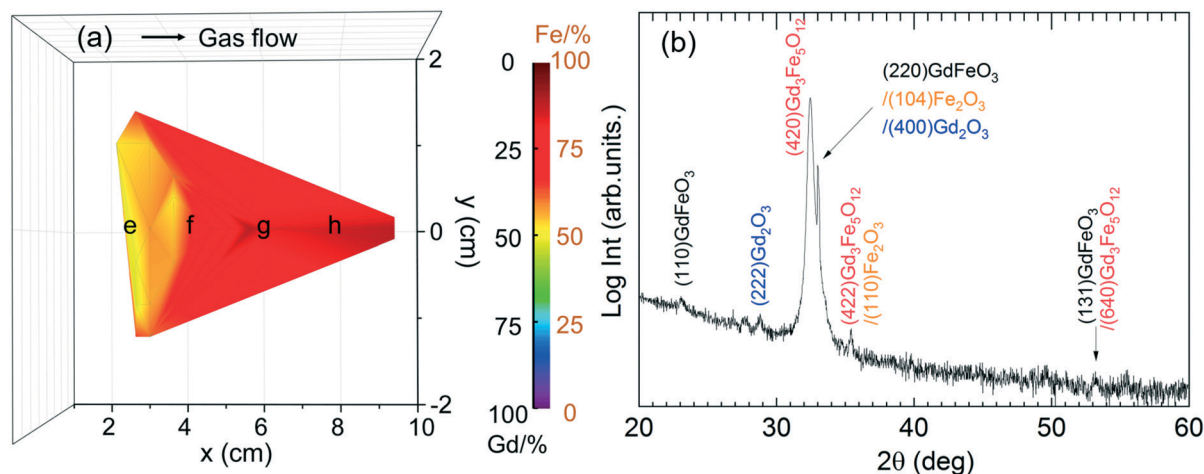 (a)
Gas flow
Fe/%
0
100
25
75
50
50
75
25
100
0
Gd/%
2
0
-2
y (cm)
2
4
6
8
10
x (cm)
e
f
g
h
(b)
Log Int (arb.units.)
(110)GdFeO₃
(222)Gd₂O₃
(420)Gd₃Fe₅O₁₂
(220)GdFeO₃
/(104)Fe₂O₃
/(400)Gd₂O₃
(422)Gd₃Fe₅O₁₂
/(110)Fe₂O₃
(131)GdFeO₃
/(640)Gd₃Fe₅O₁₂
20
30
40
50
60
2θ (deg)